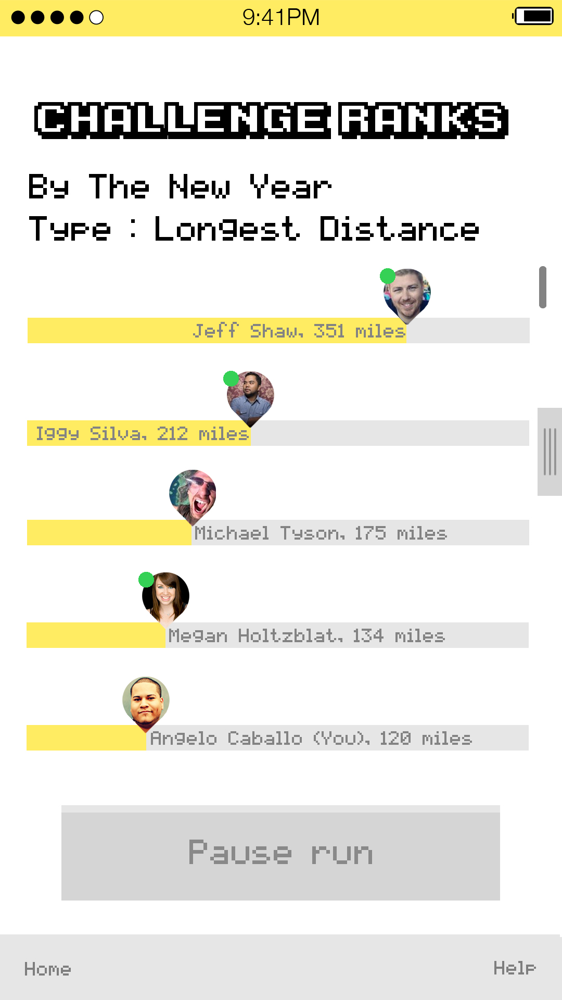 9:41PM
CHALLENGE RANKS
By The New Year
Type : Longest Distance
Jeff Shaw, 351 miles
Iggy Silva, 212 miles
Michael Tyson, 175 miles
Megan Holtzblat, 134 miles
Angelo Caballo (You), 120 miles
Pause run
Home
Help